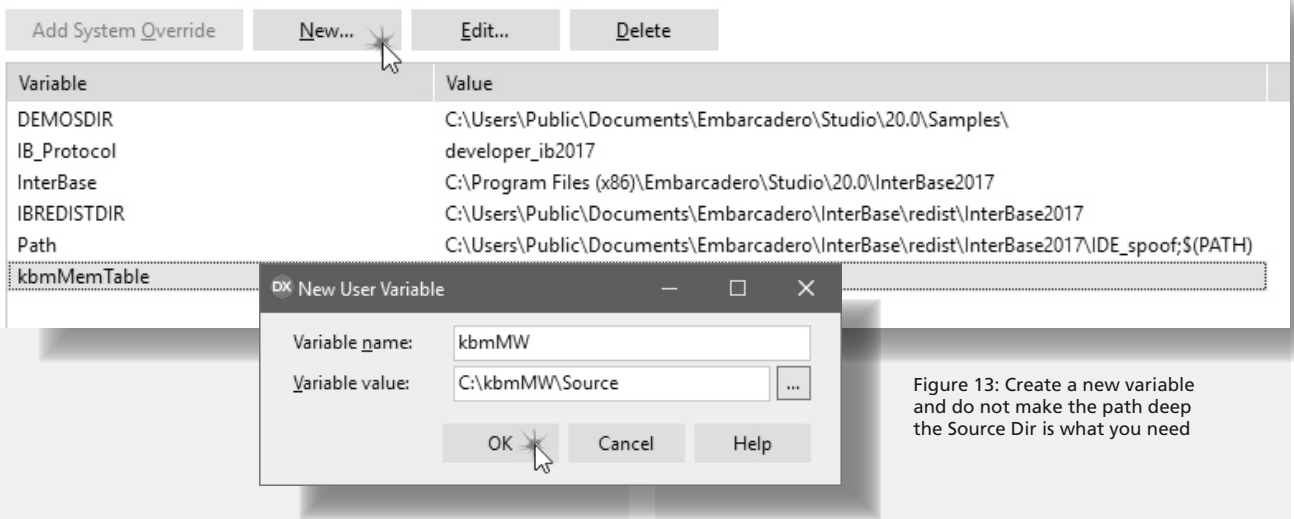 Add System Override New... Edit... Delete
Variable Value
DEMOSDIR C:\Users\Public\Documents\Embarcadero\Studio\20.0\Samples\
IB_Protocol developer_ib2017
InterBase C:\Program Files (x86)\Embarcadero\Studio\20.0\InterBase2017
IBREDISTDIR C:\Users\Public\Documents\Embarcadero\InterBase\redist\InterBase2017
Path C:\Users\Public\Documents\Embarcadero\InterBase\redist\InterBase2017\IDE_spoof;$(PATH)
kbmMemTable
DX New User Variable
Variable name: kbmMW
Variable value: C:\kbmMW\Source ...
OK Cancel Help
Figure 13: Create a new variable
and do not make the path deep
the Source Dir is what you need